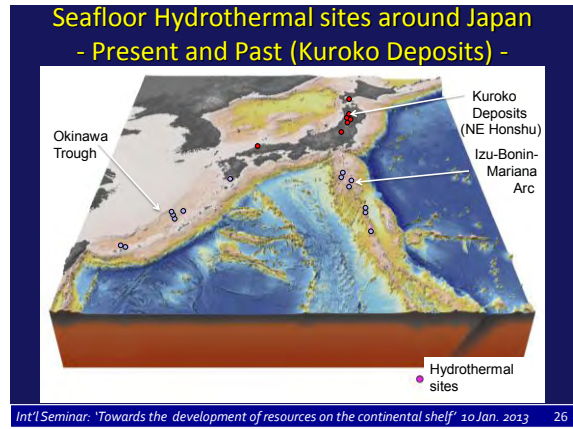 Seafloor Hydrothermal sites around Japan
- Present and Past (Kuroko Deposits) -
Kuroko
Deposits
(NE Honshu)
Okinawa
Trough
Izu-Bonin-
Mariana
Arc
Hydrothermal
sites
Int'l Seminar: 'Towards the development of resources on the continental shelf' 10 Jan. 2013 26